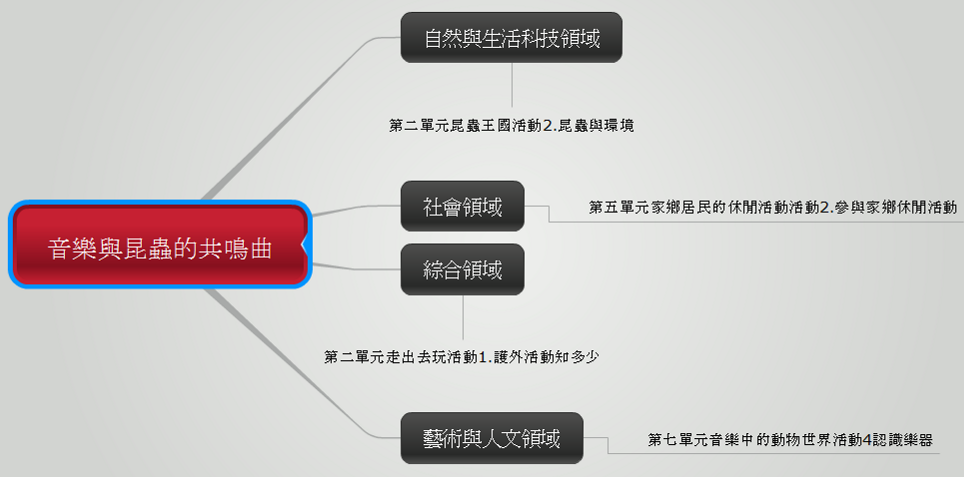 自然與生活科技領域
第二單元昆蟲王國活動2.昆蟲與環境
社會領域
第五單元家鄉居民的休閒活動活動2.參與家鄉休閒活動
音樂與昆蟲的共鳴曲
綜合領域
第二單元走出去玩活動1.護外活動知多少
藝術與人文領域
第七單元音樂中的動物世界活動4認識樂器